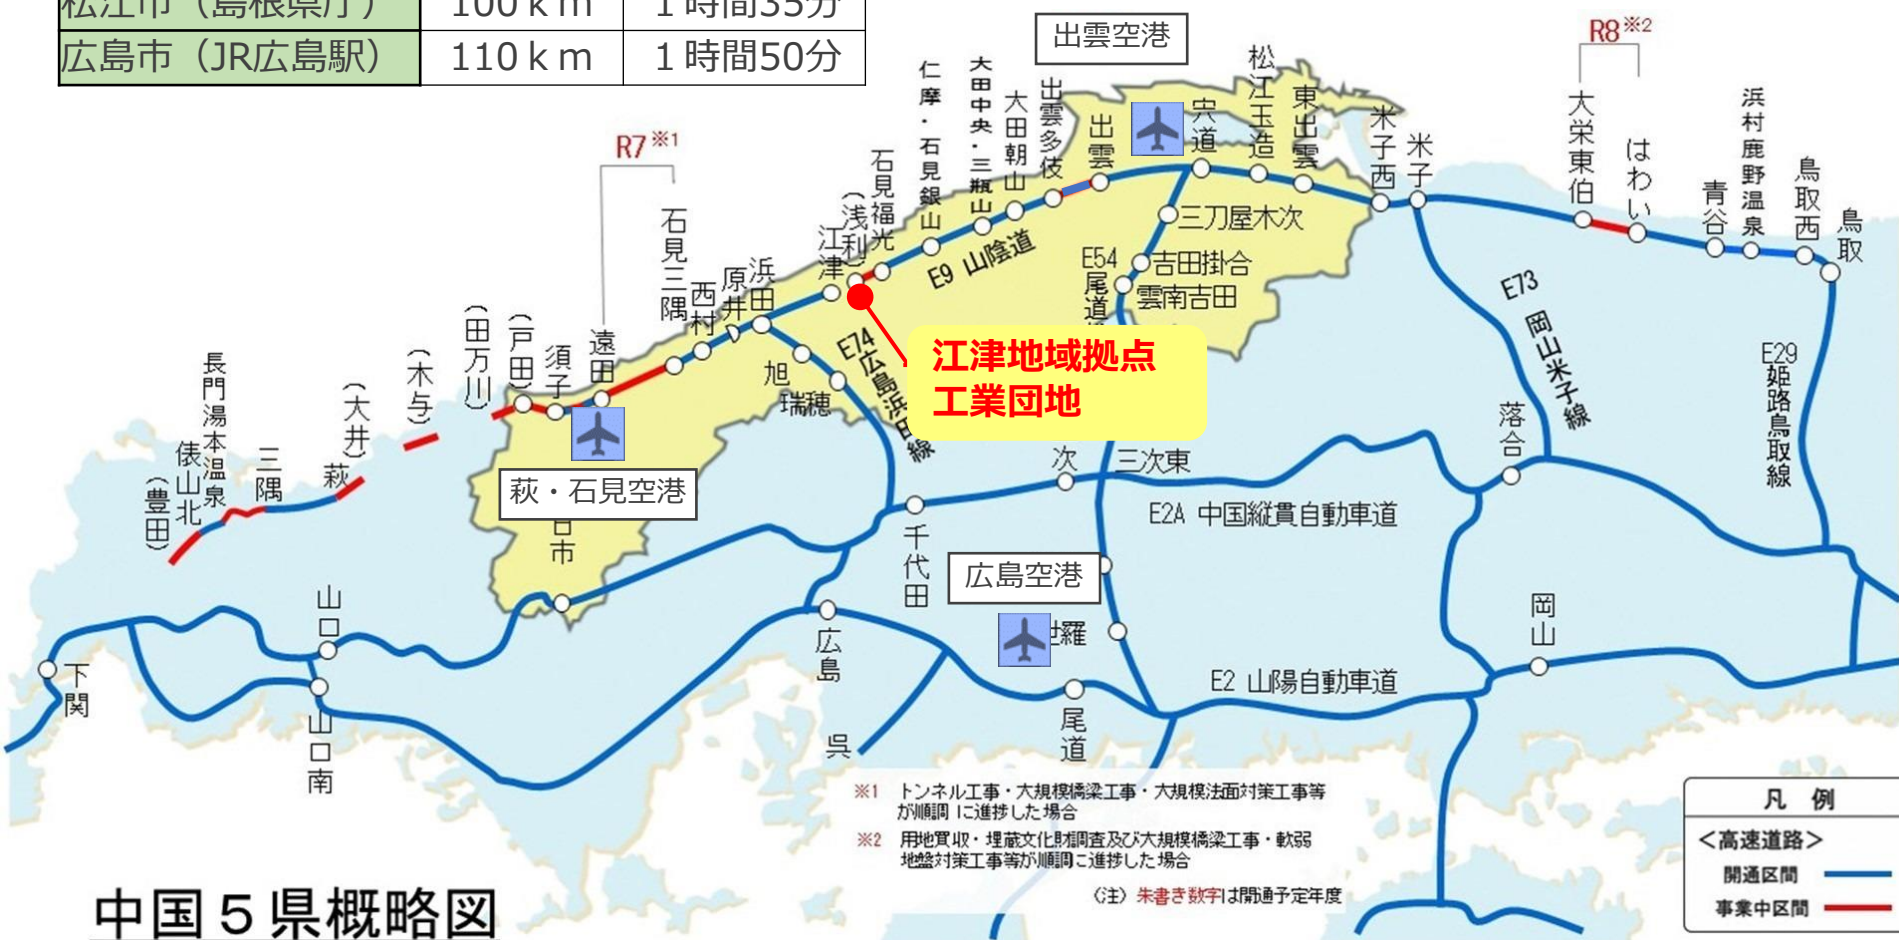 松江市（島根県庁） 100ｋｍ １時間35分
広島市（JR広島駅） 110ｋｍ １時間50分
出雲空港
R8※2
R7※1
仁摩・石見銀山
大田中央・三瓶山
大田朝山
出雲多伎
出雲
宍道
松江玉造
東出雲
米子西
米子
大栄東伯
はわい
青谷
浜村鹿野温泉
鳥取西
鳥取
石見福光
（浅利）
江津
浜田
原井
西村
石見三隅
遠田
須子
（戸田）
（田万川）
（木与）
（大井）
萩
三隅
長門湯本温泉
俵山北
（豊田）
E9 山陰道
三刀屋木次
吉田掛合
雲南吉田
E54
尾道
E73 岡山米子線
E29
姫路鳥取線
E74 広島浜田線
旭
瑞穂
江津地域拠点
工業団地
萩・石見空港
市
次
三次東
落合
E2A 中国縦貫自動車道
千代田
広島空港
世羅
山口
山口南
下関
広島
呉
尾道
岡山
E2 山陽自動車道
※1 トンネル工事・大規模橋梁工事・大規模法面対策工事等
が順調に進捗した場合
※2 用地買収・埋蔵文化財調査及び大規模橋梁工事・軟弱
地盤対策工事等が順調に進捗した場合
（注）朱書き数字は開通予定年度
凡 例
＜高速道路＞
開通区間
事業中区間
中国５県概略図